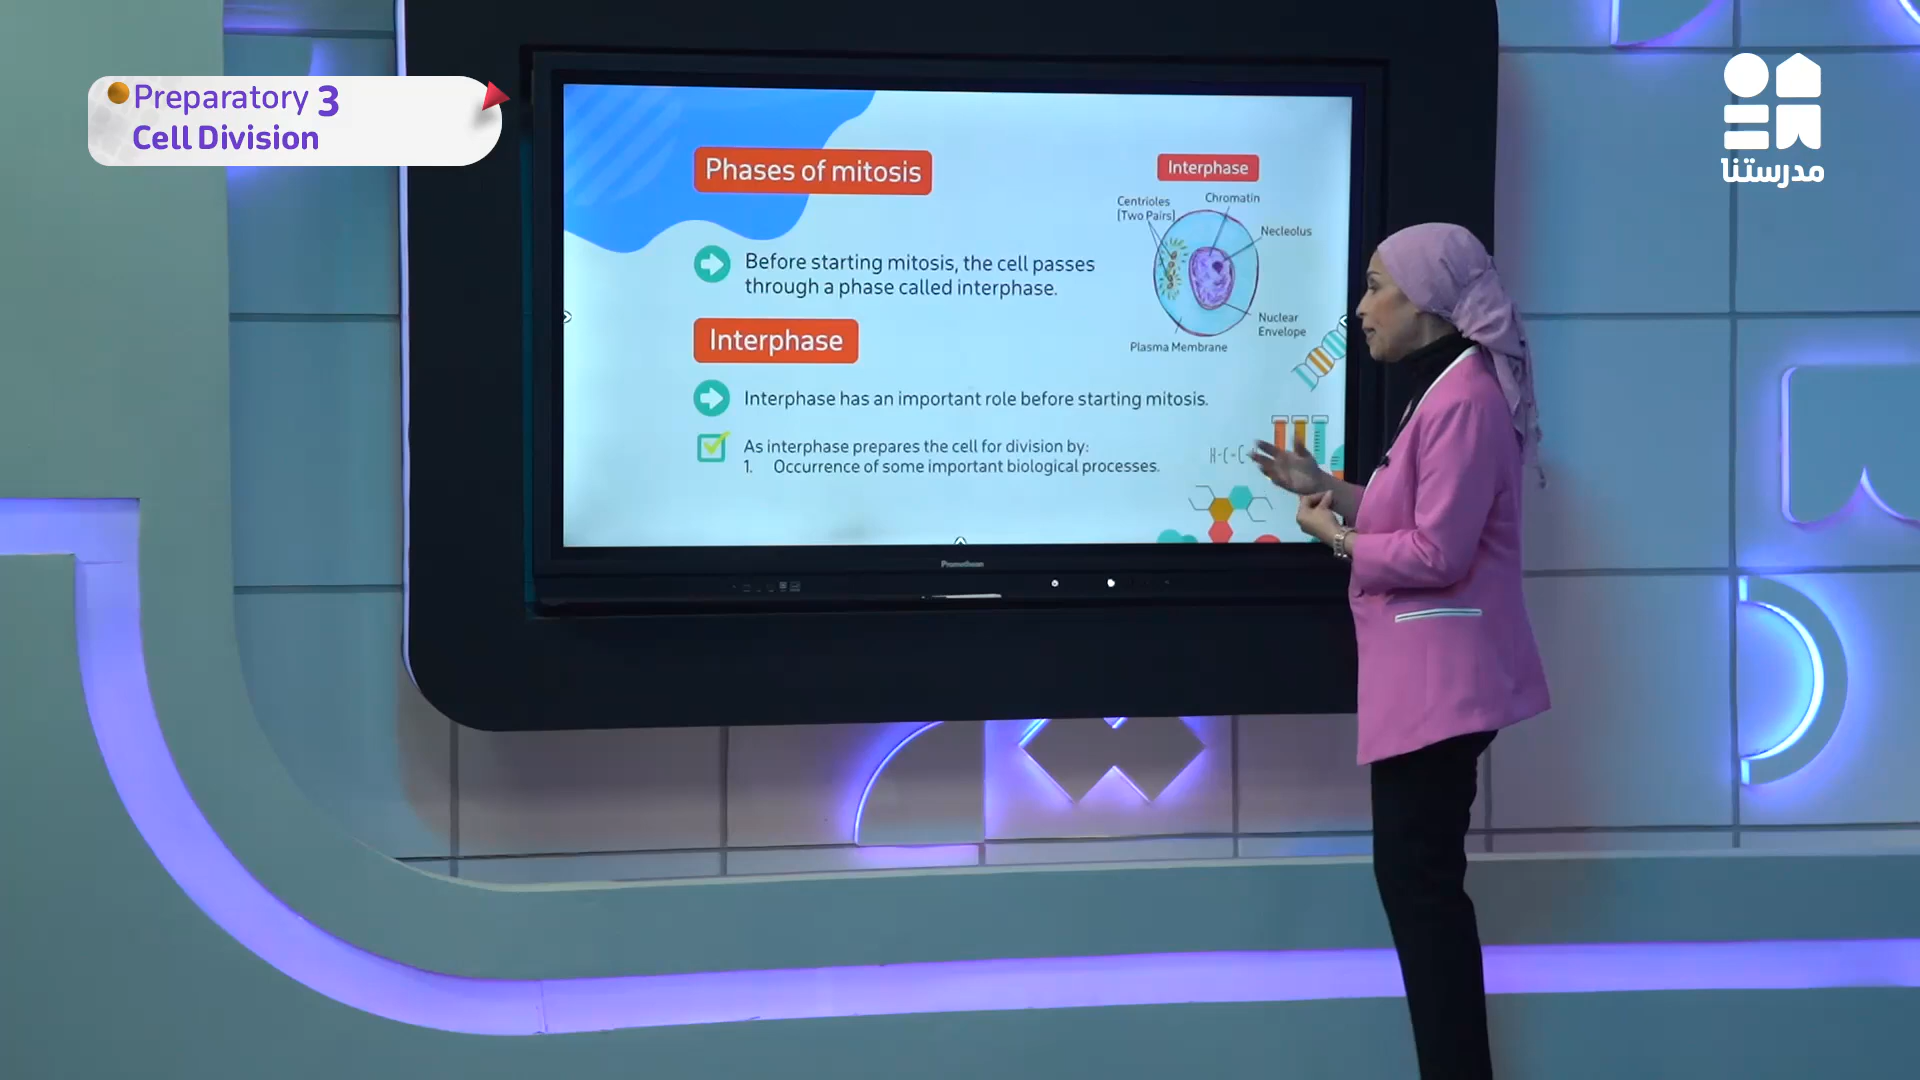 Preparatory 3
Cell Division
مدرستنا
Phases of mitosis
Before starting mitosis, the cell passes
through a phase called interphase.
Interphase
Interphase has an important role before starting mitosis.
As interphase prepares the cell for division by:
1. Occurrence of some important biological processes.
Interphase
Centrioles
(Two Pairs)
Chromatin
Necleolus
Nuclear
Envelope
Plasma Membrane
H-C=C-
Promethean